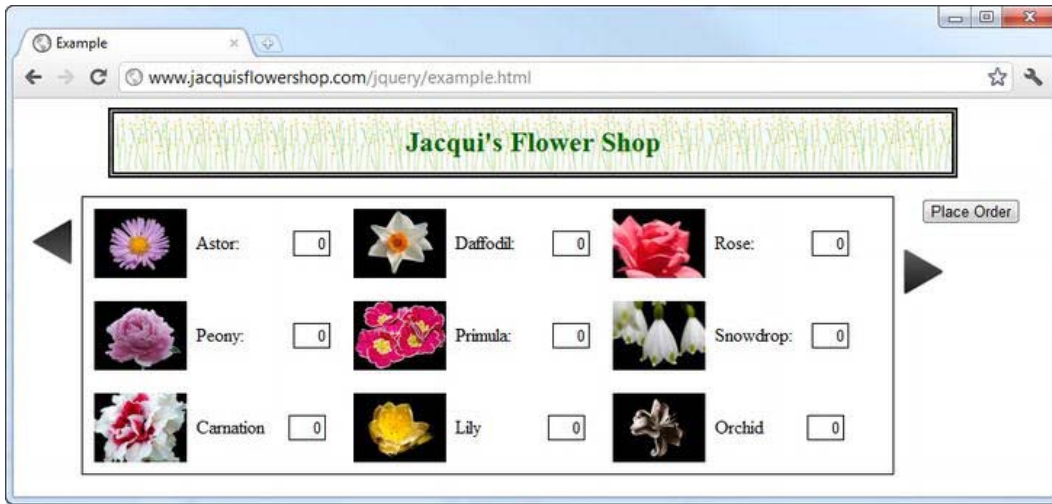 Example
www.jacquisflowershop.com/jquery/example.html
Jacqui's Flower Shop
Place Order
Astor: 0 Daffodil: 0 Rose: 0
Peony: 0 Primula: 0 Snowdrop: 0
Carnation 0 Lily 0 Orchid 0